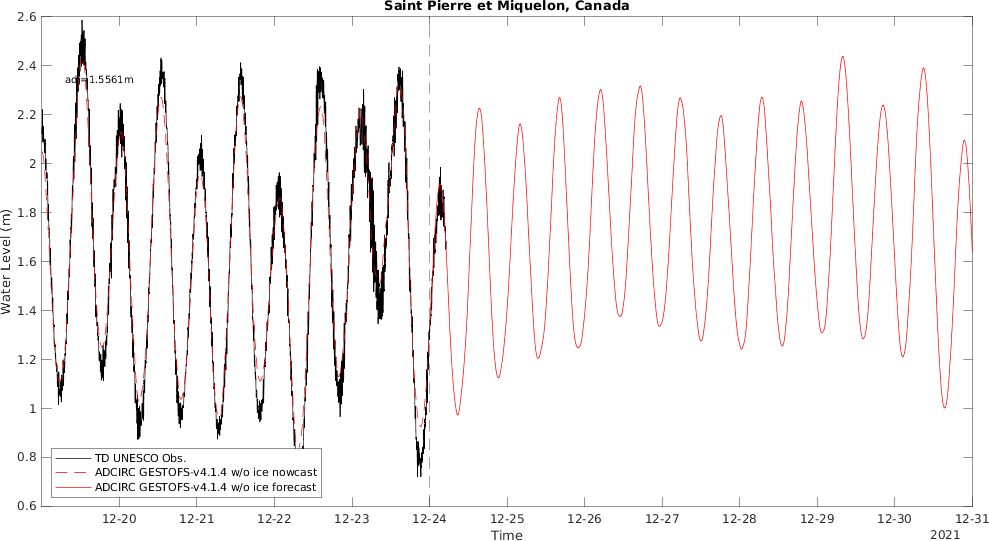 Saint Pierre et Miquelon, Canada
2.6
2.4
2.2
2
1.8
1.6
1.4
1.2
1
0.8
0.6
Water Level (m)
1.5561m
TD UNESCO Obs.
ADCIRC GESTOFS-v4.1.4 w/o ice nowcast
ADCIRC GESTOFS-v4.1.4 w/o ice forecast
12-20 12-21 12-22 12-23 12-24 12-25 12-26 12-27 12-28 12-29 12-30 12-31
Time
2021